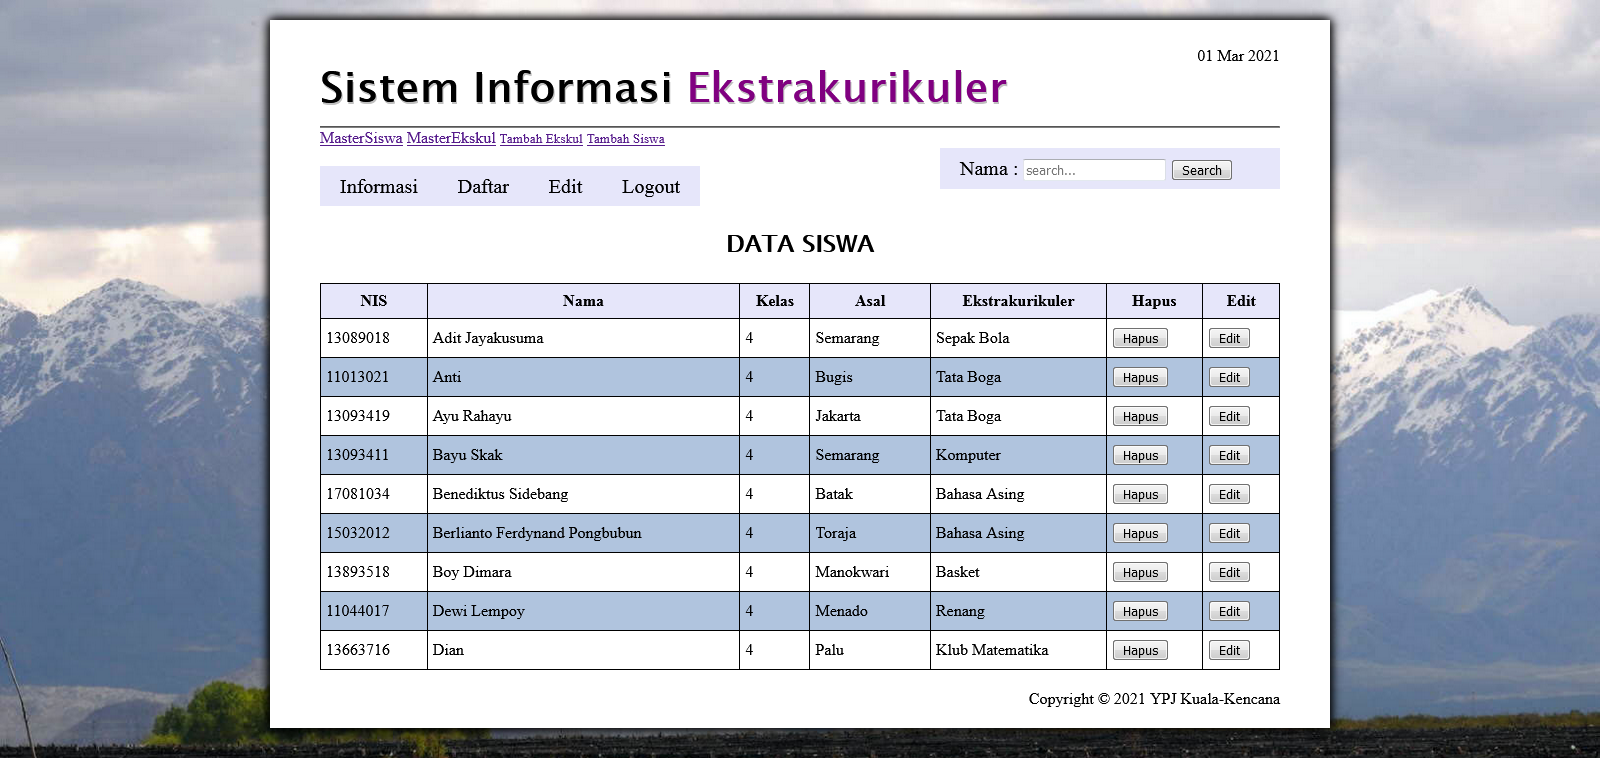 01 Mar 2021
Sistem Informasi Ekstrakurikuler
MasterSiswa MasterEkskul Tambah Ekskul Tambah Siswa
Nama : search... Search
Informasi Daftar Edit Logout
DATA SISWA
NIS Nama Kelas Asal Ekstrakurikuler Hapus Edit
13089018 Adit Jayakusuma 4 Semarang Sepak Bola Hapus Edit
11013021 Anti 4 Bugis Tata Boga Hapus Edit
13093419 Ayu Rahayu 4 Jakarta Tata Boga Hapus Edit
13093411 Bayu Skak 4 Semarang Komputer Hapus Edit
17081034 Benediktus Sidebang 4 Batak Bahasa Asing Hapus Edit
15032012 Berlianto Ferdynand Pongbubun 4 Toraja Bahasa Asing Hapus Edit
13893518 Boy Dimara 4 Manokwari Basket Hapus Edit
11044017 Dewi Lempoy 4 Menado Renang Hapus Edit
13663716 Dian 4 Palu Klub Matematika Hapus Edit
Copyright © 2021 YPJ Kuala-Kencana